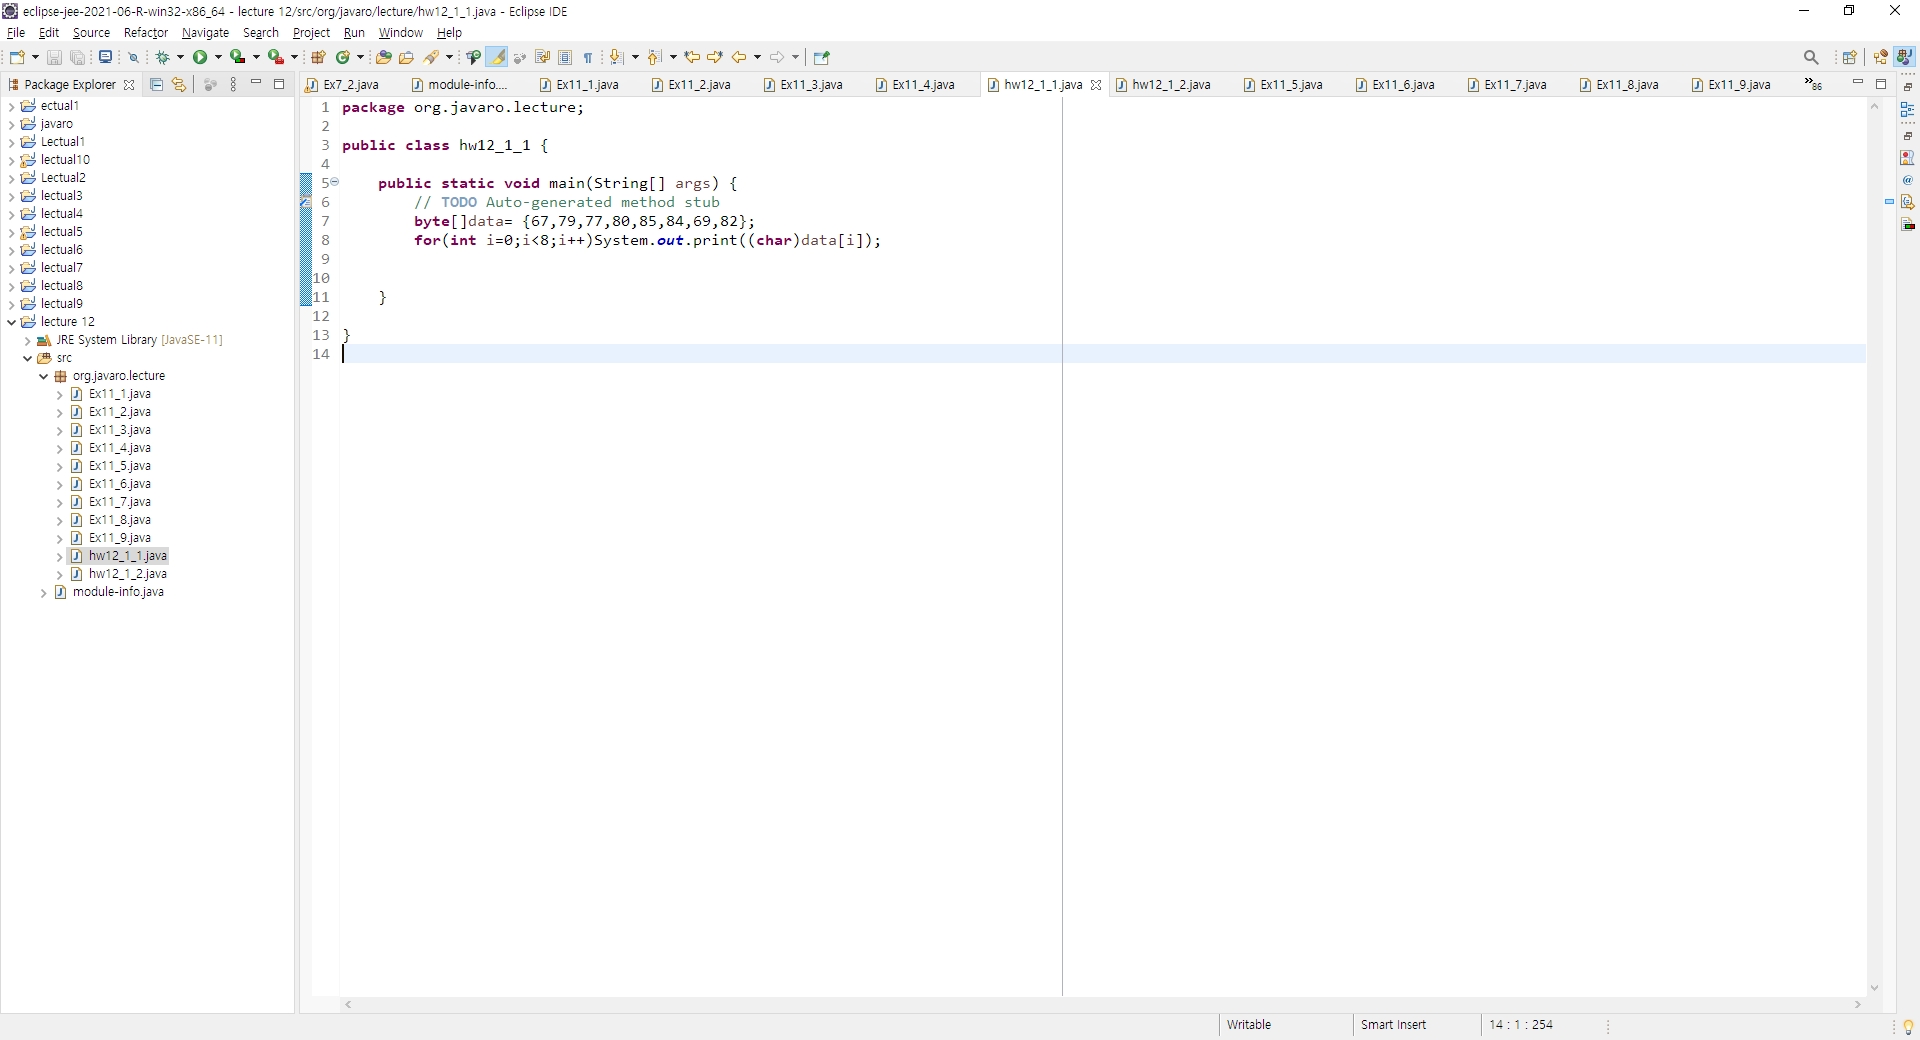 eclipse-jee-2021-06-R-win32-x86_64 - lecture 12/src/org/javaro/lecture/hw12_1_1.java - Eclipse IDE
File Edit Source Refactor Navigate Search Project Run Window Help
Package Explorer
Ex7_2.java module-info.... Ex11_1.java Ex11_2.java Ex11_3.java Ex11_4.java hw12_1_1.java hw12_1_2.java Ex11_5.java Ex11_6.java Ex11_7.java Ex11_8.java Ex11_9.java »86
ectual1
javaro
Lectual1
lectual10
Lectual2
lectual3
lectual4
lectual5
lectual6
lectual7
lectual8
lectual9
lecture 12
JRE System Library [JavaSE-11]
src
org.javaro.lecture
Ex11_1.java
Ex11_2.java
Ex11_3.java
Ex11_4.java
Ex11_5.java
Ex11_6.java
Ex11_7.java
Ex11_8.java
Ex11_9.java
hw12_1_1.java
hw12_1_2.java
module-info.java
1 package org.javaro.lecture;
2
3 public class hw12_1_1 {
4
5 public static void main(String[] args) {
6 // TODO Auto-generated method stub
7 byte[]data= {67,79,77,80,85,84,69,82};
8 for(int i=0;i<8;i++)System.out.print((char)data[i]);
9
10
11 }
12
13 }
14
Writable Smart Insert 14 : 1 : 254